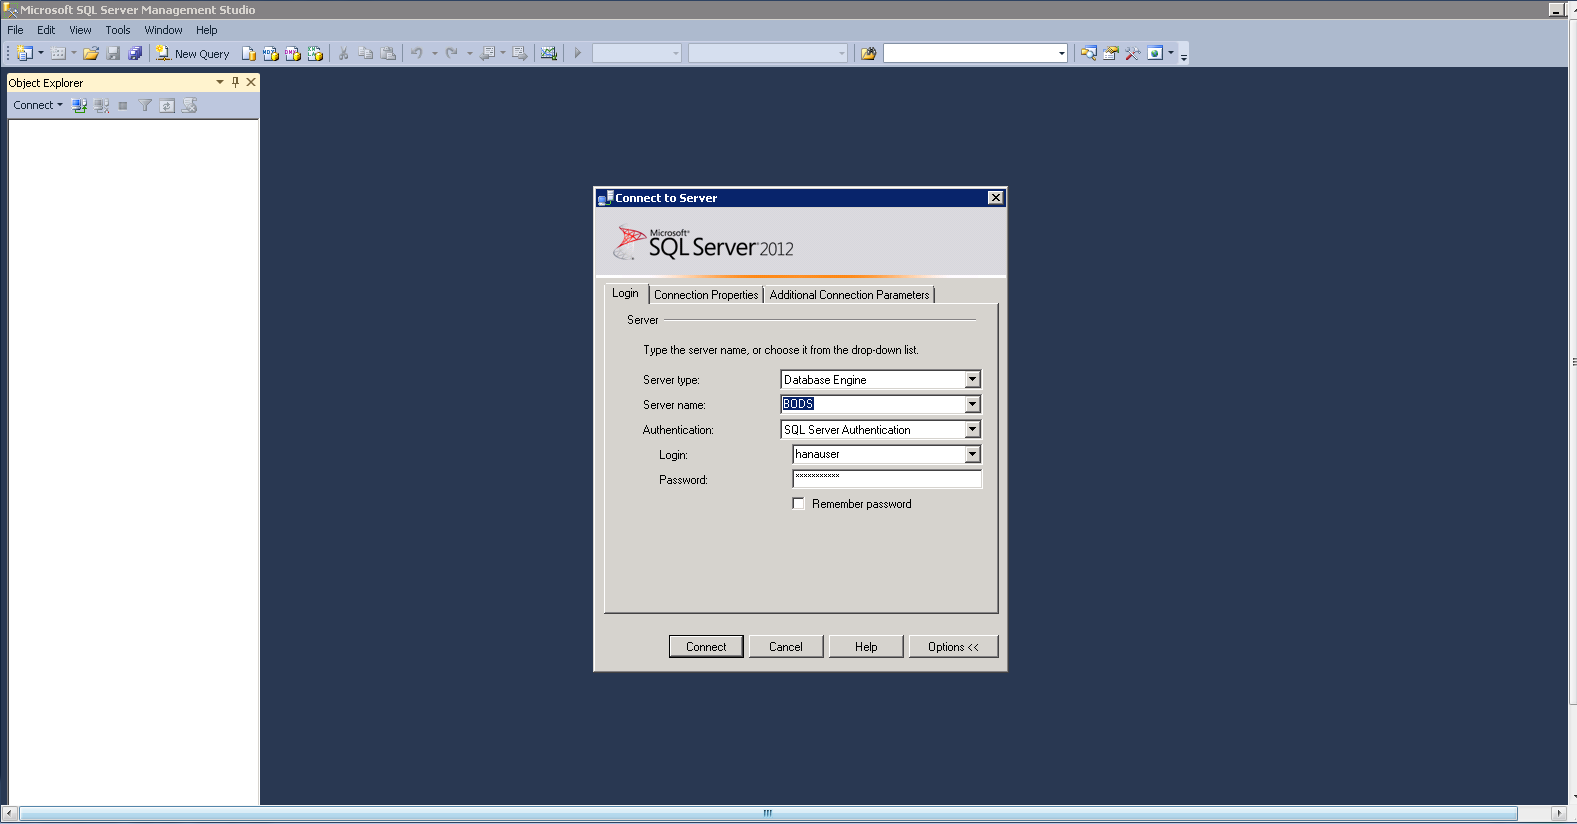 Microsoft SQL Server Management Studio
File Edit View Tools Window Help
New Query
Object Explorer
Connect
Connect to Server
Microsoft®
SQL Server® 2012
Login Connection Properties Additional Connection Parameters
Server
Type the server name, or choose it from the drop-down list.
Server type: Database Engine
Server name: BODS
Authentication: SQL Server Authentication
Login: hanauser
Password: ***********
Remember password
Connect Cancel Help Options <<